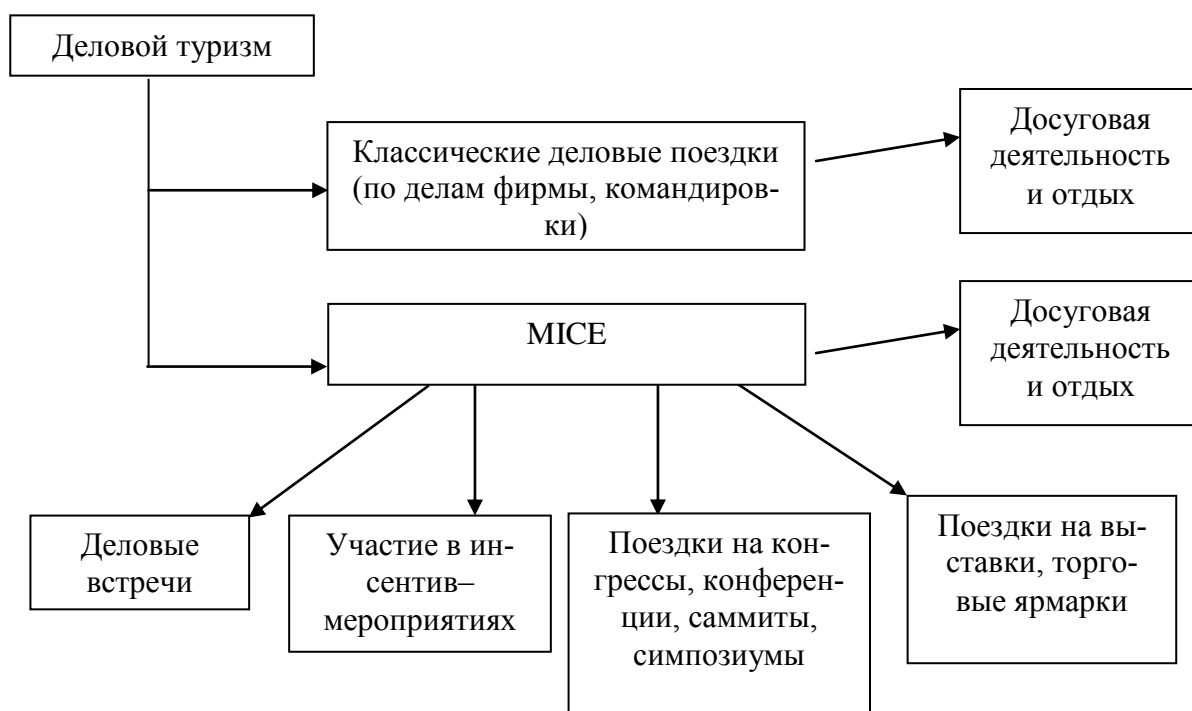 Деловой туризм
Классические деловые поездки
(по делам фирмы, командиров-
ки)
Досуговая
деятельность
и отдых
MICE
Досуговая
деятельность
и отдых
Деловые
встречи
Участие в ин-
сентив–
мероприятиях
Поездки на кон-
грессы, конферен-
ции, саммиты,
симпозиумы
Поездки на вы-
ставки, торго-
вые ярмарки